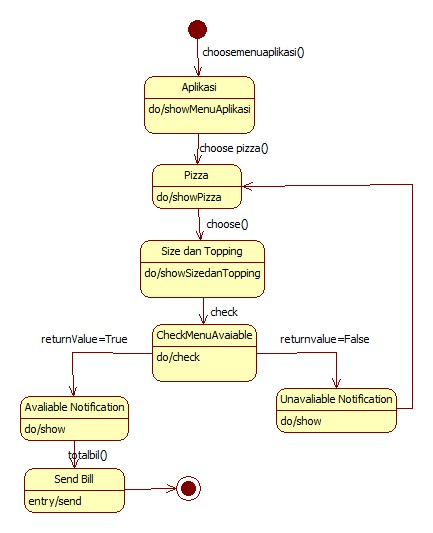 choosemenuaplikasi()
Aplikasi
do/showMenuAplikasi
choose pizza()
Pizza
do/showPizza
choose()
Size dan Topping
do/showSizedanTopping
check
CheckMenuAvaiable
do/check
returnValue=True
returnvalue=False
Avaliable Notification
do/show
Unavaliable Notification
do/show
totalbil()
Send Bill
entry/send